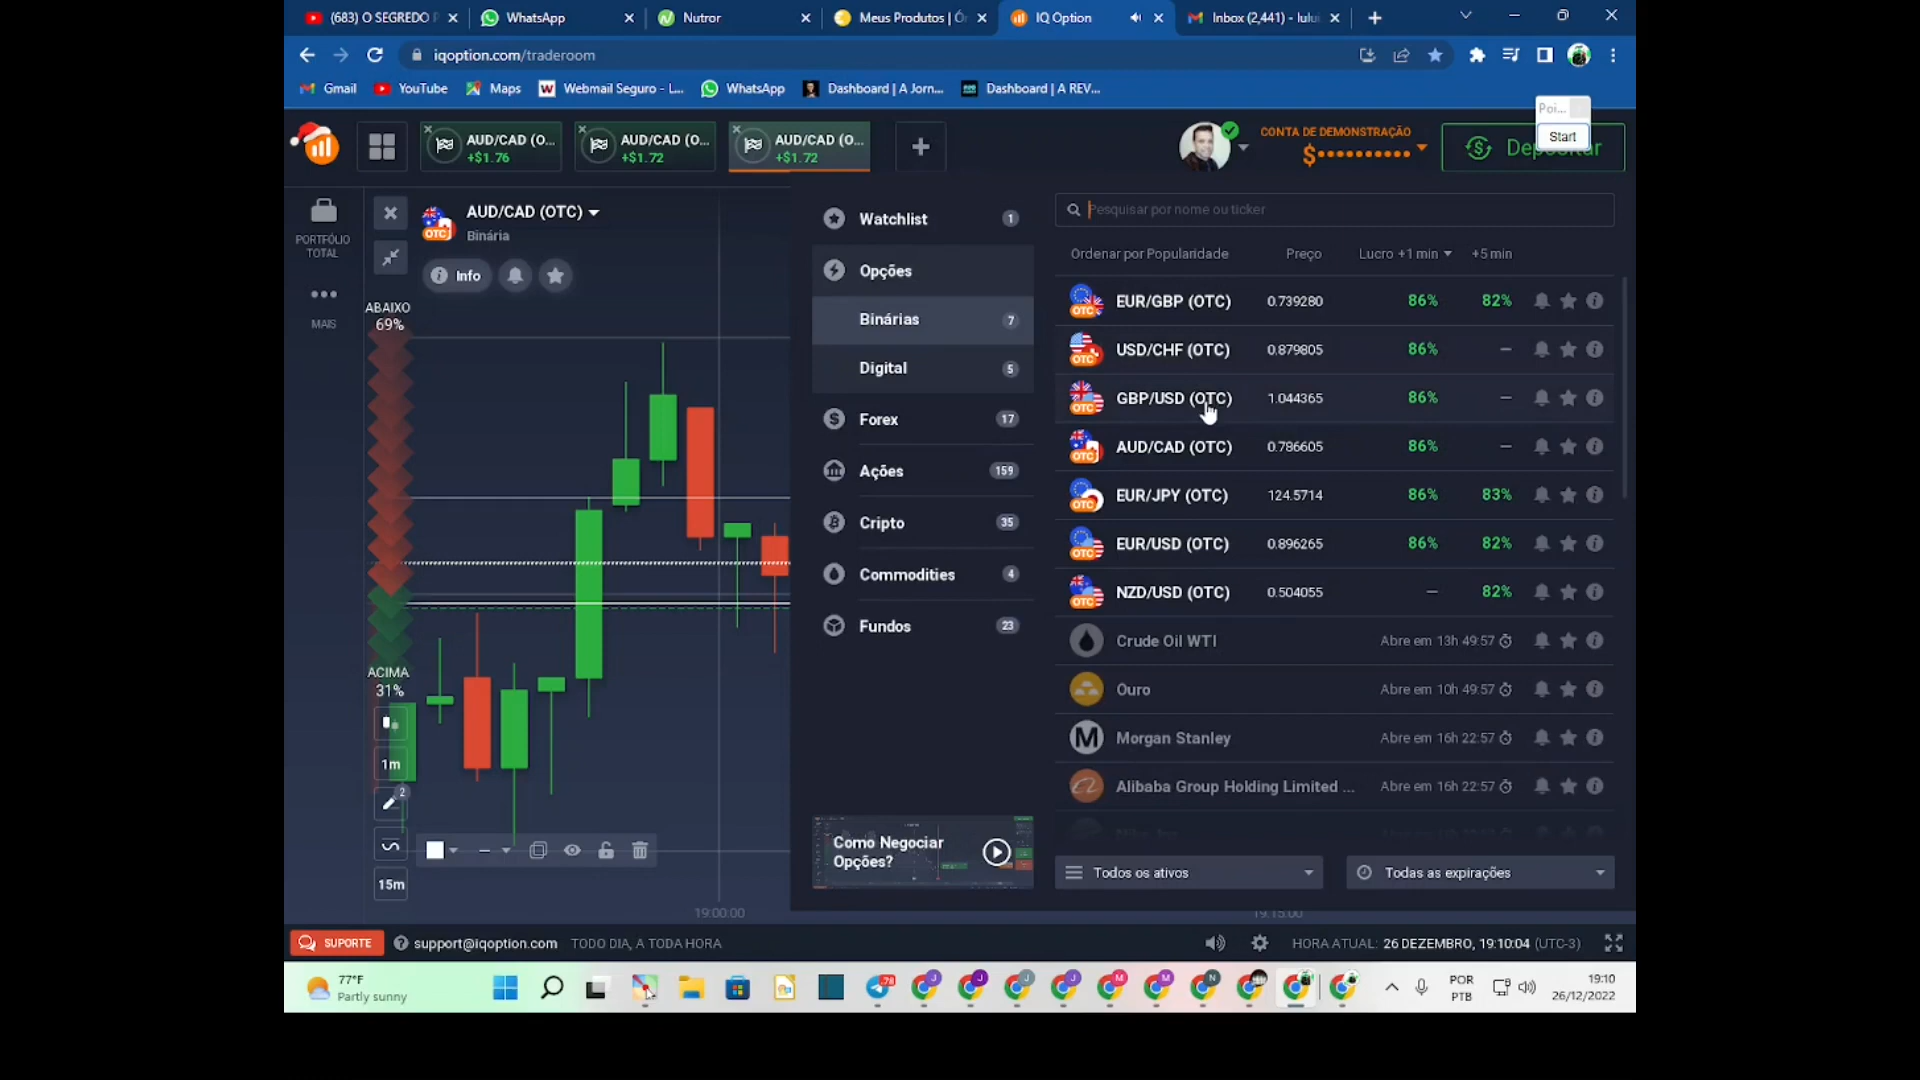 (683) O SEGREDO P
WhatsApp
Nutror
Meus Produtos | Ó
IQ Option
Inbox (2,441) - lului
iqoption.com/traderoom
Gmail
YouTube
Maps
Webmail Seguro - L...
WhatsApp
Dashboard | A Jorn...
Dashboard | A REV...
Poi...
Start
AUD/CAD (O...
+$1.76
AUD/CAD (O...
+$1.72
AUD/CAD (O...
+$1.72
CONTA DE DEMONSTRAÇÃO
$•••••••••••
Depositar
PORTFÓLIO
TOTAL
MAIS
AUD/CAD (OTC)
Binária
Info
ABAIXO
69%
ACIMA
31%
1m
2
15m
19:00:00
19:15:00
Watchlist 1
Opções
Binárias 7
Digital 5
Forex 17
Ações 159
Cripto 35
Commodities 4
Fundos 23
Como Negociar
Opções?
Pesquisar por nome ou ticker
Ordenar por Popularidade Preço Lucro +1 min +5 min
EUR/GBP (OTC) 0.739280 86% 82%
USD/CHF (OTC) 0.879805 86% –
GBP/USD (OTC) 1.044365 86% –
AUD/CAD (OTC) 0.786605 86% –
EUR/JPY (OTC) 124.5714 86% 83%
EUR/USD (OTC) 0.896265 86% 82%
NZD/USD (OTC) 0.504055 – 82%
Crude Oil WTI Abre em 13h 49:57
Ouro Abre em 10h 49:57
Morgan Stanley Abre em 16h 22:57
Alibaba Group Holding Limited ... Abre em 16h 22:57
Todos os ativos
Todas as expirações
SUPORTE
support@iqoption.com
TODO DIA, A TODA HORA
HORA ATUAL: 26 DEZEMBRO, 19:10:04 (UTC-3)
77°F
Partly sunny
POR
PTB
19:10
26/12/2022